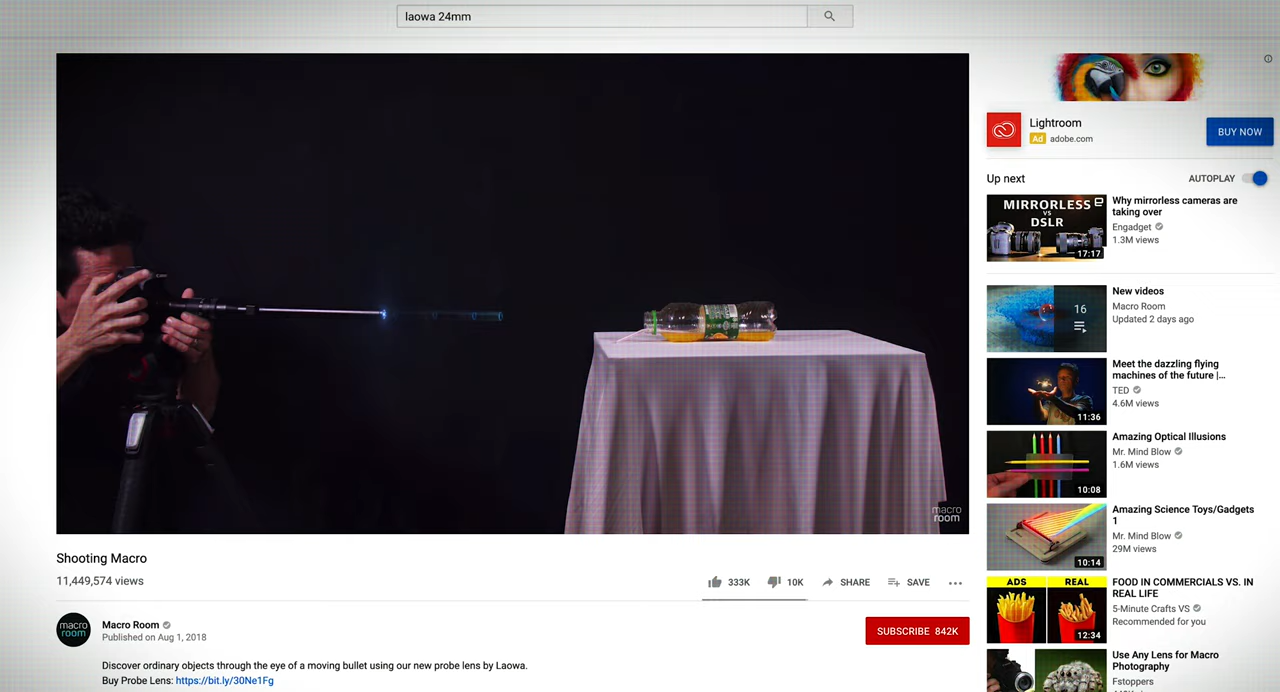 laowa 24mm
macro
room
Shooting Macro
11,449,574 views
333K
10K
SHARE
SAVE
macro
room
Macro Room
Published on Aug 1, 2018
SUBSCRIBE 842K
Discover ordinary objects through the eye of a moving bullet using our new probe lens by Laowa.
Buy Probe Lens: https://bit.ly/30Ne1Fg
Lightroom
Ad adobe.com
BUY NOW
Up next
AUTOPLAY
MIRRORLESS
VS
DSLR
17:17
Why mirrorless cameras are
taking over
Engadget
1.3M views
16
New videos
Macro Room
Updated 2 days ago
11:36
Meet the dazzling flying
machines of the future |...
TED
4.6M views
10:08
Amazing Optical Illusions
Mr. Mind Blow
1.6M views
10:14
Amazing Science Toys/Gadgets
1
Mr. Mind Blow
29M views
ADS
REAL
12:34
FOOD IN COMMERCIALS VS. IN
REAL LIFE
5-Minute Crafts VS
Recommended for you
Use Any Lens for Macro
Photography
Fstoppers